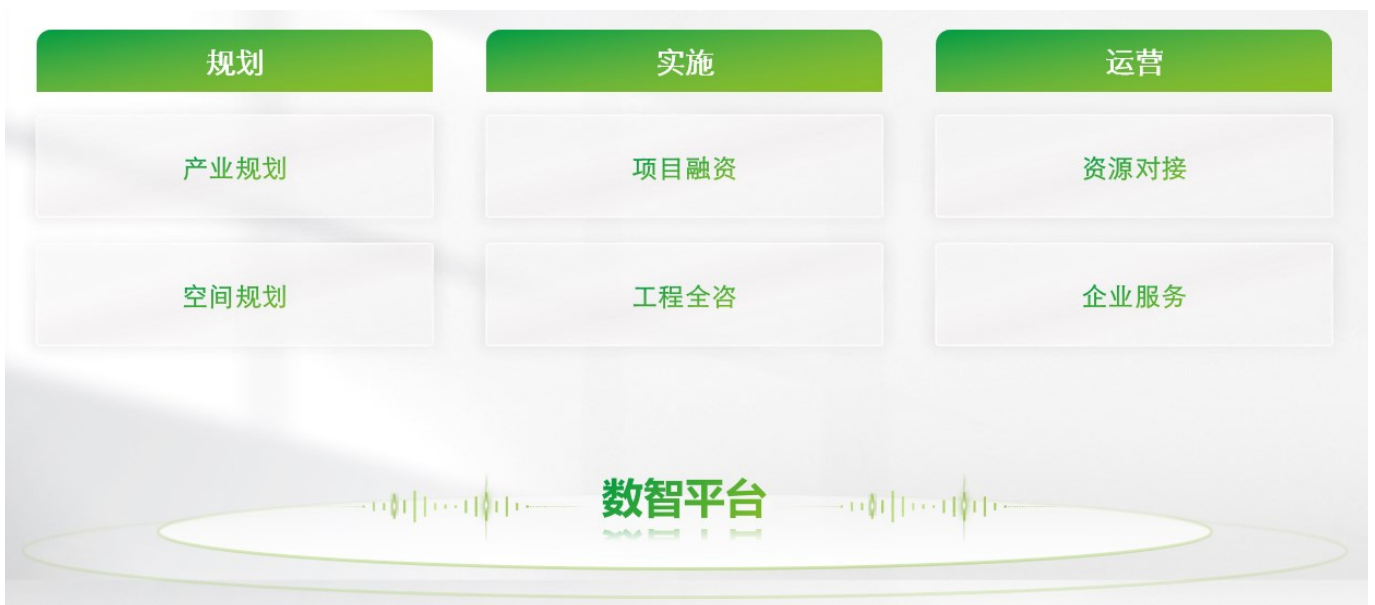 规划
实施
运营
产业规划
项目融资
资源对接
空间规划
工程全咨
企业服务
数智平台